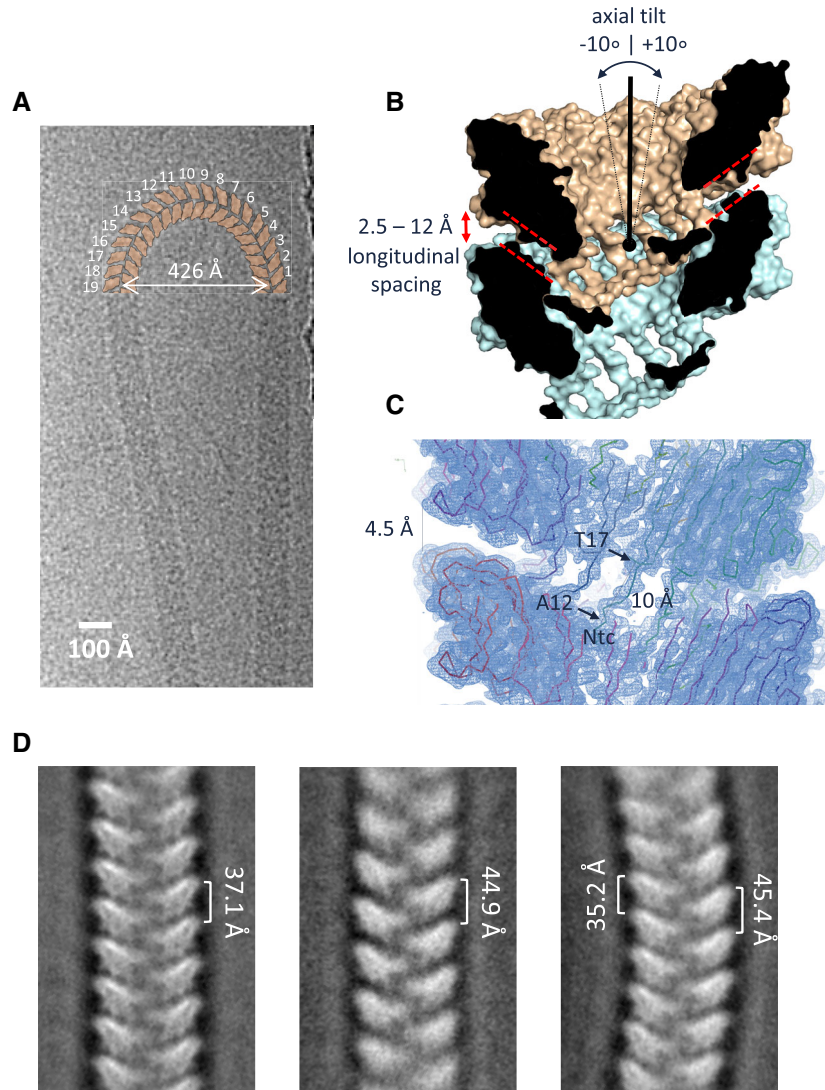 A
19
18
17
16
15
14
13
12
11
10
9
8
7
6
5
4
3
2
1
426 Å
100 Å
B
axial tilt
-10° | +10°
2.5 – 12 Å
longitudinal
spacing
C
4.5 Å
T17
A12
10 Å
Ntc
D
37.1 Å
44.9 Å
35.2 Å
45.4 Å